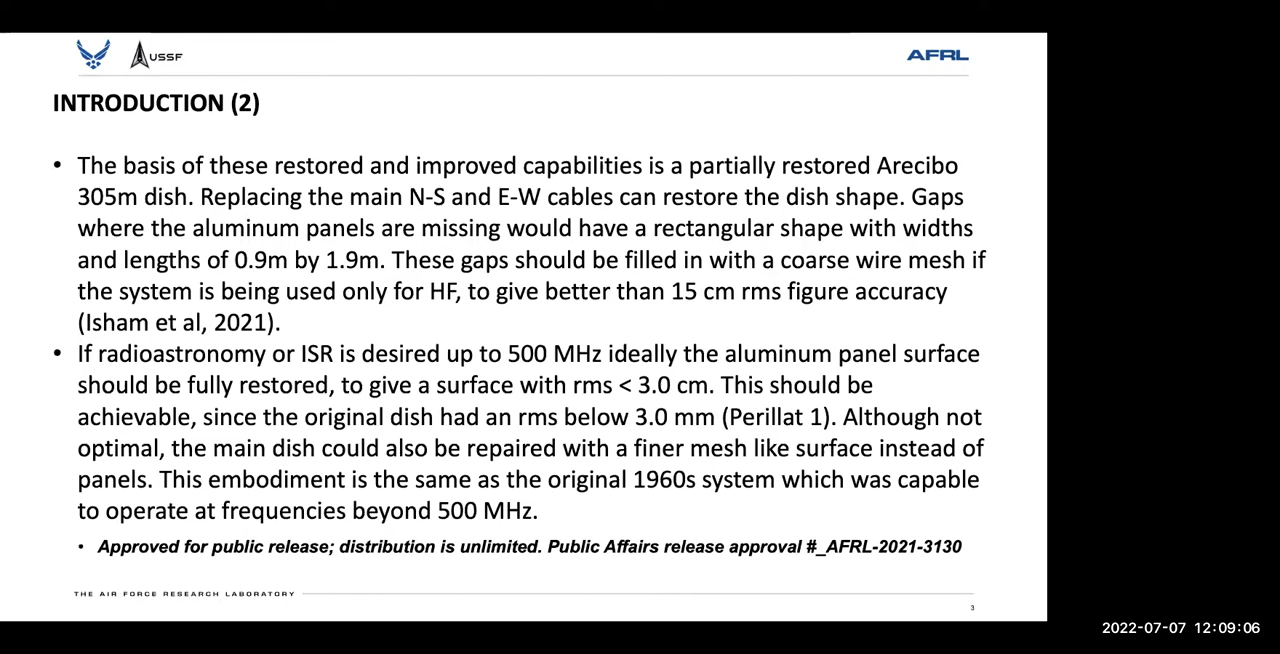 USSF
AFRL
INTRODUCTION (2)
• The basis of these restored and improved capabilities is a partially restored Arecibo
305m dish. Replacing the main N-S and E-W cables can restore the dish shape. Gaps
where the aluminum panels are missing would have a rectangular shape with widths
and lengths of 0.9m by 1.9m. These gaps should be filled in with a coarse wire mesh if
the system is being used only for HF, to give better than 15 cm rms figure accuracy
(Isham et al, 2021).
• If radioastronomy or ISR is desired up to 500 MHz ideally the aluminum panel surface
should be fully restored, to give a surface with rms < 3.0 cm. This should be
achievable, since the original dish had an rms below 3.0 mm (Perillat 1). Although not
optimal, the main dish could also be repaired with a finer mesh like surface instead of
panels. This embodiment is the same as the original 1960s system which was capable
to operate at frequencies beyond 500 MHz.
• Approved for public release; distribution is unlimited. Public Affairs release approval #_AFRL-2021-3130
THE AIR FORCE RESEARCH LABORATORY
3
2022-07-07 12:09:06